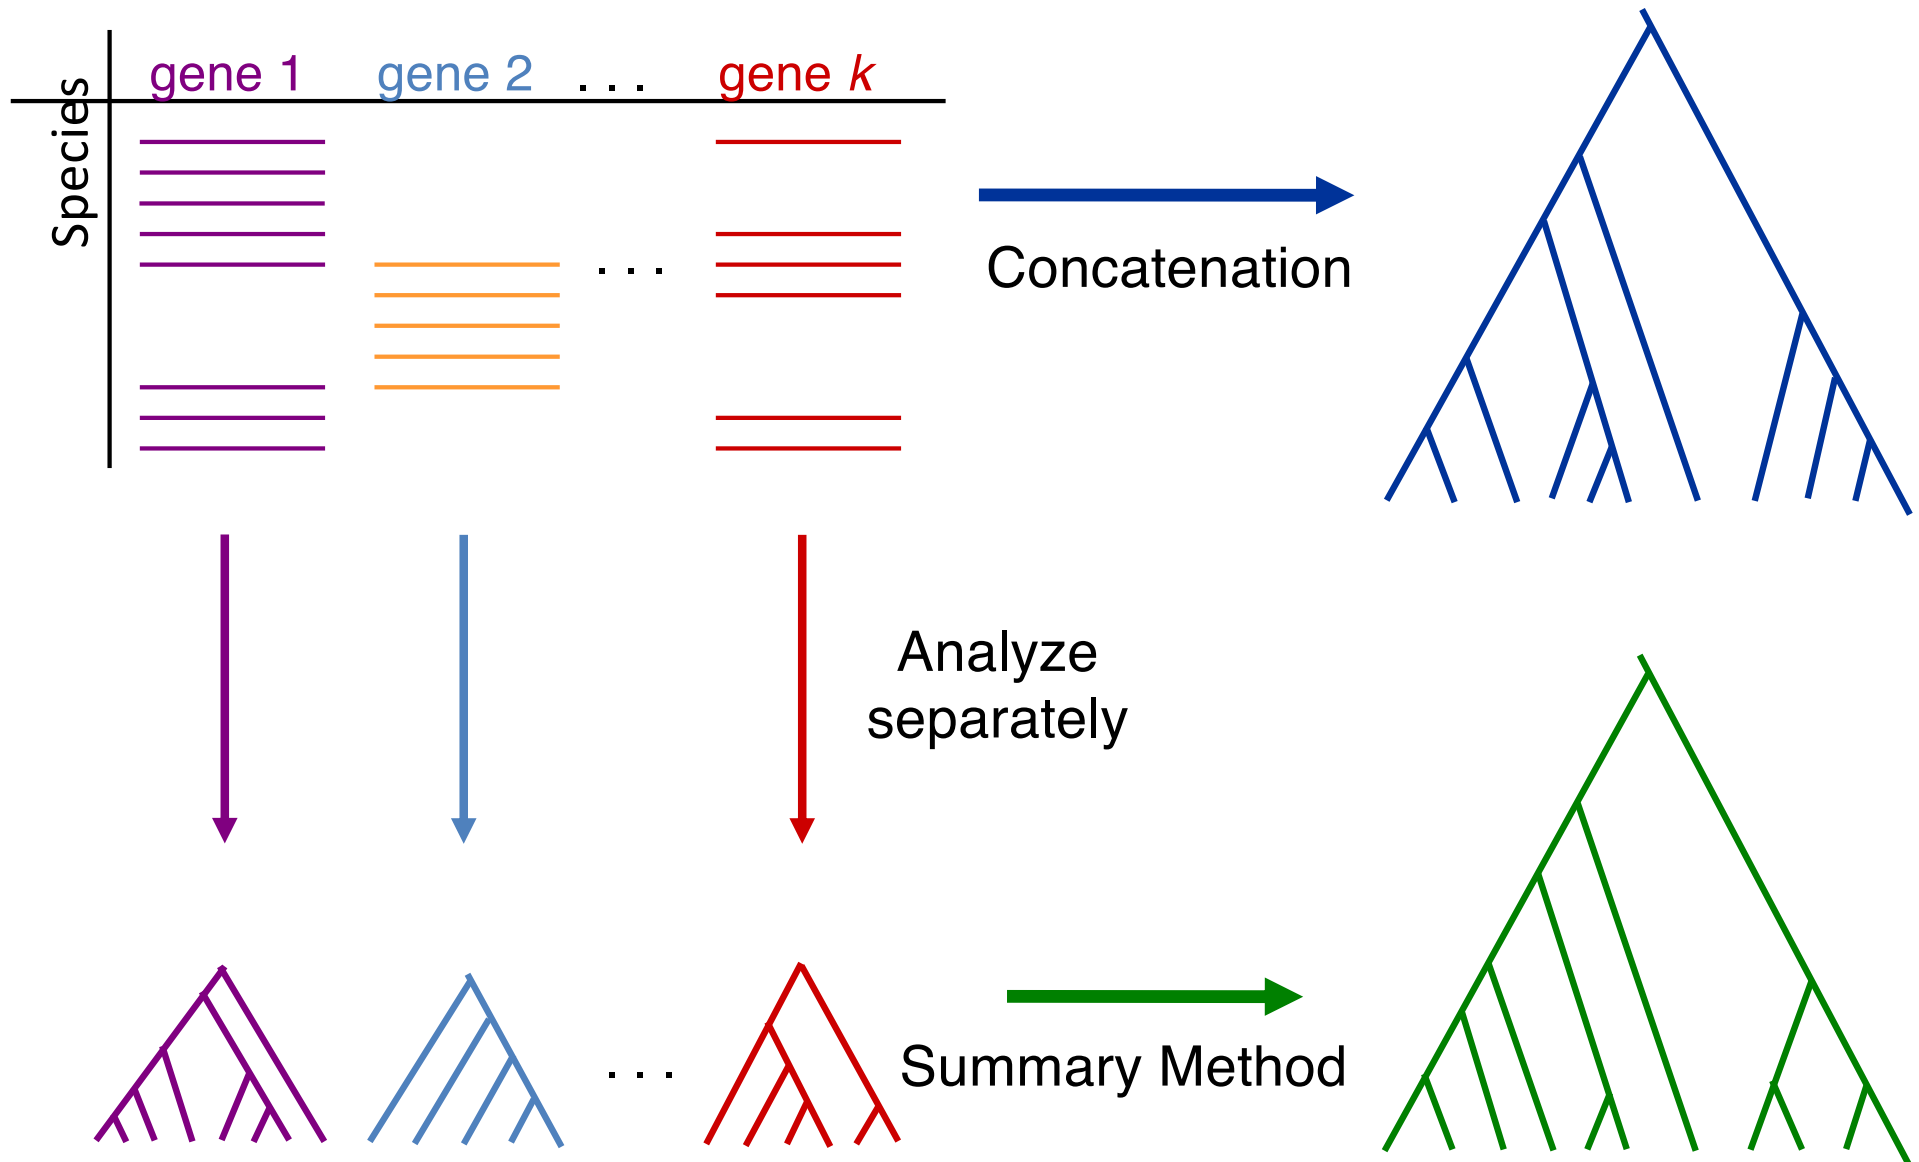 gene 1 gene 2 . . . gene k
Species
. . .
Concatenation
Analyze
separately
. . .
Summary Method